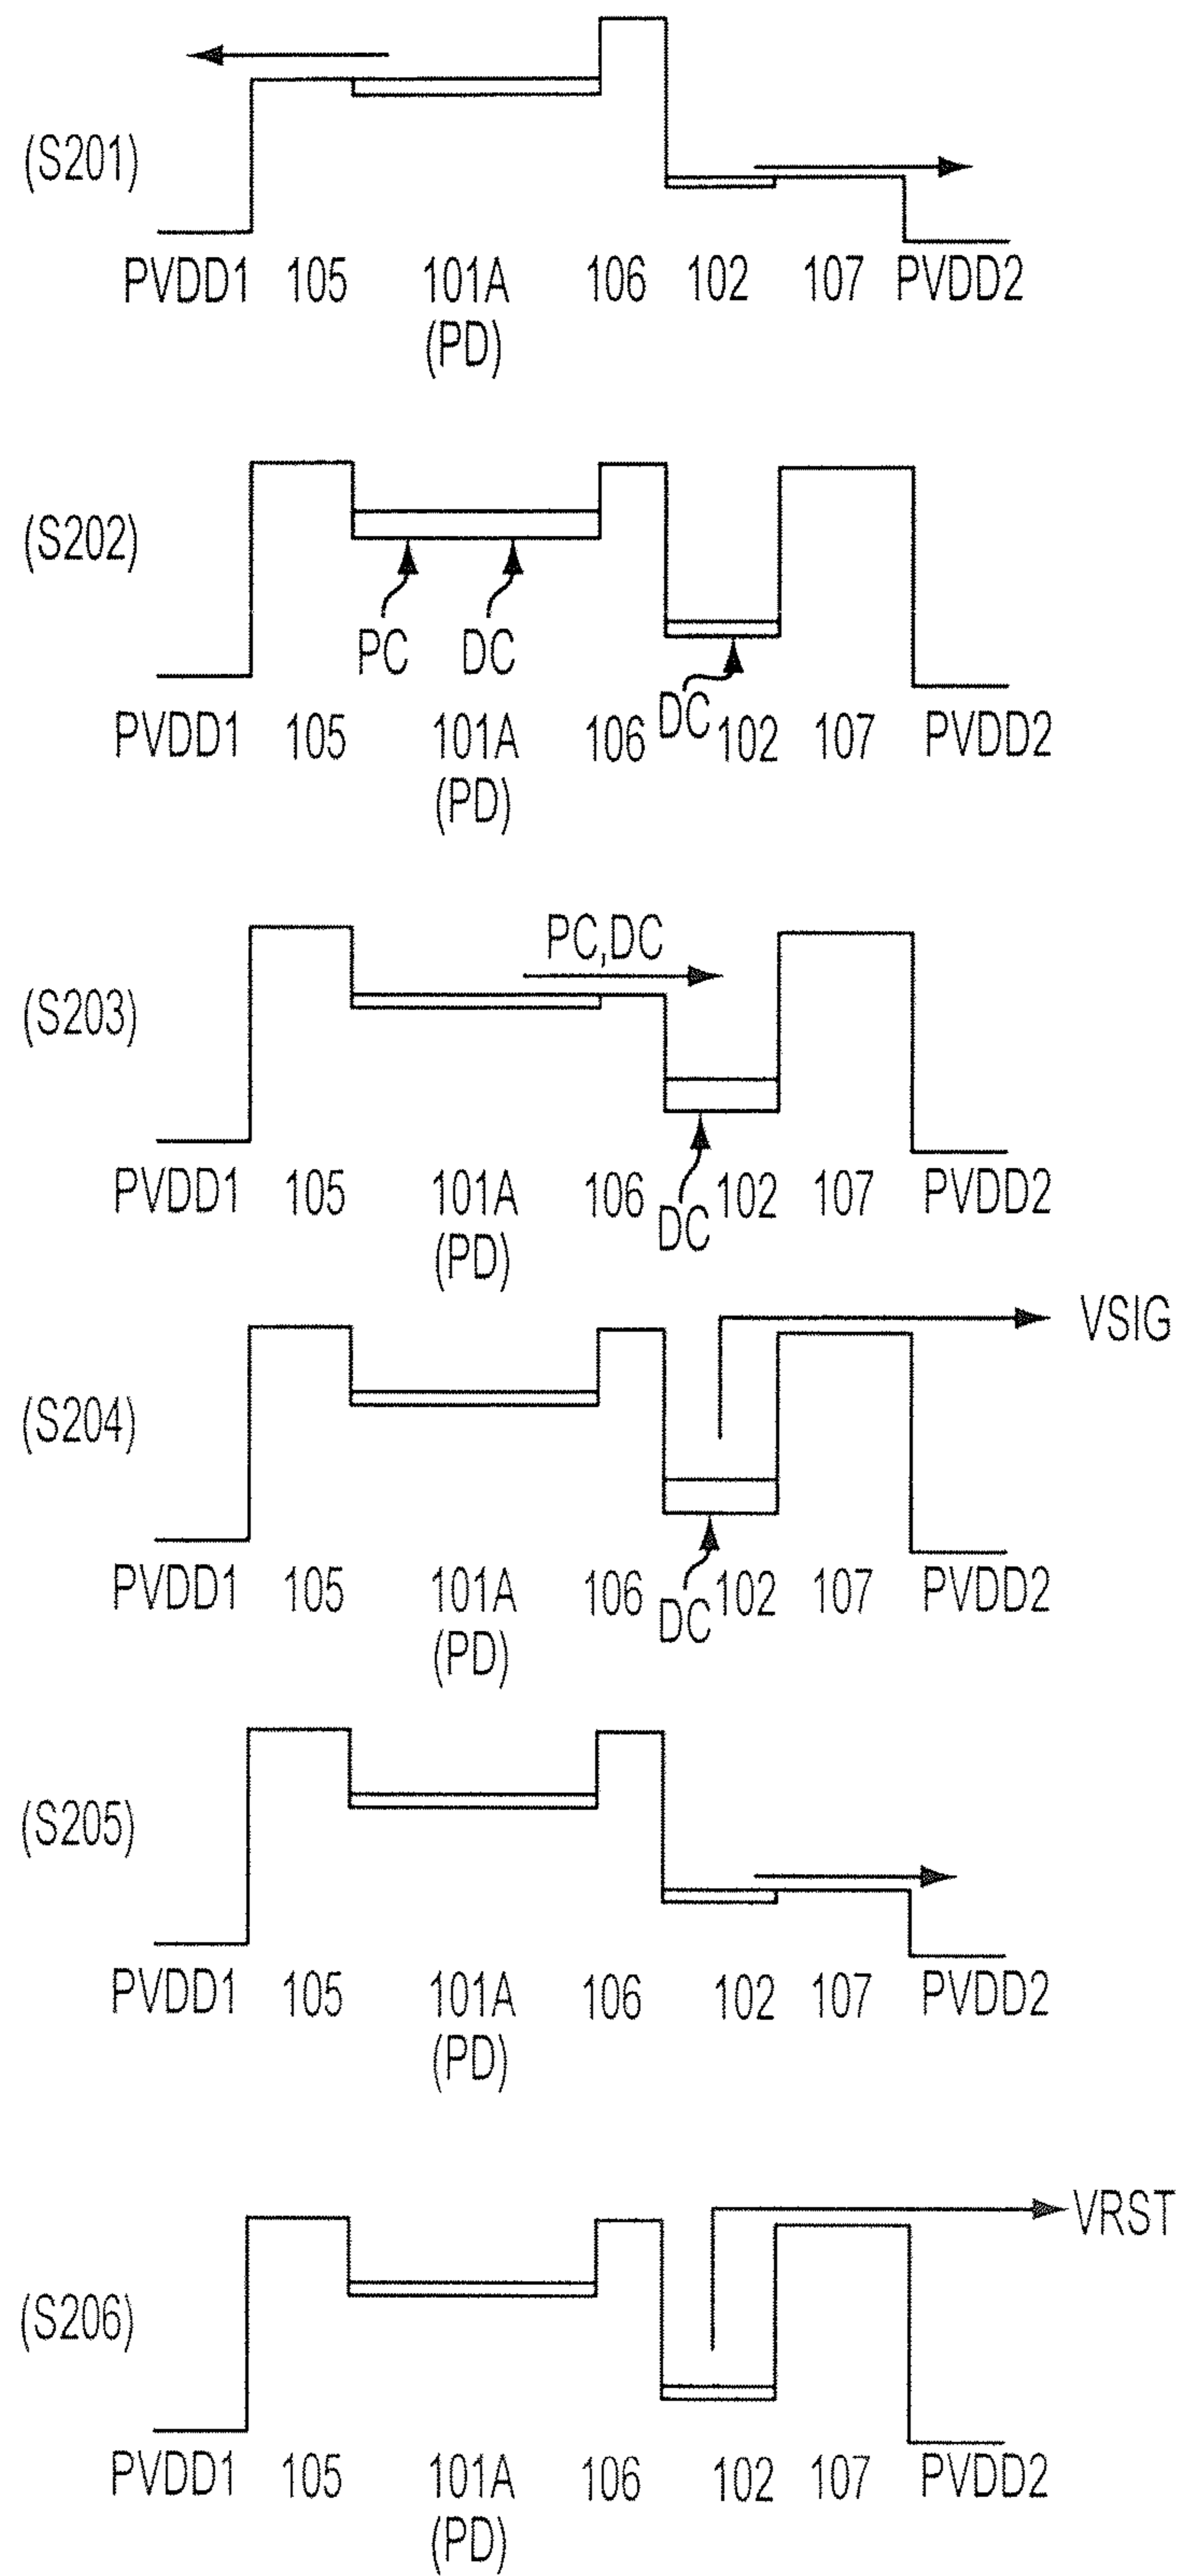 (S201)
PVDD1 105 101A 106 102 107 PVDD2
(PD)
(S202)
PC DC
DC
PVDD1 105 101A 106 102 107 PVDD2
(PD)
PC,DC
(S203)
PVDD1 105 101A 106 102 107 PVDD2
DC
(PD)
VSIG
(S204)
PVDD1 105 101A 106 102 107 PVDD2
DC
(PD)
(S205)
PVDD1 105 101A 106 102 107 PVDD2
(PD)
VRST
(S206)
PVDD1 105 101A 106 102 107 PVDD2
(PD)